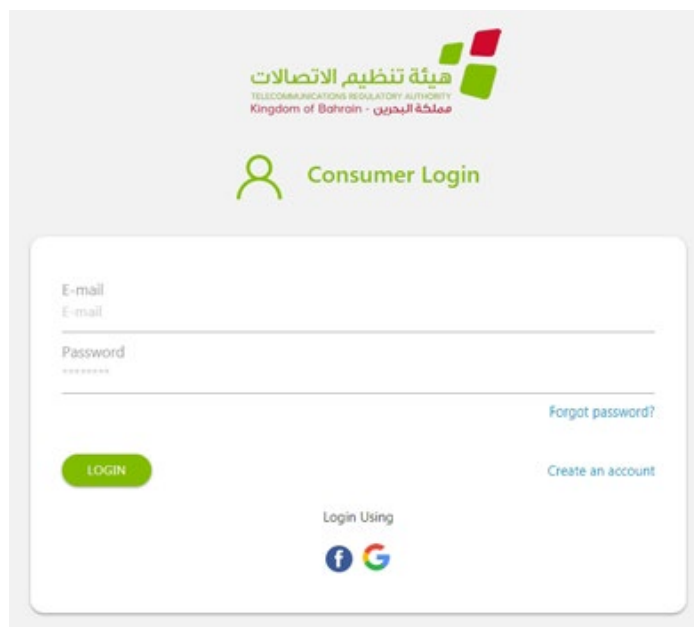 هيئة تنظيم الاتصالات
TELECOMMUNICATIONS REGULATORY AUTHORITY
Kingdom of Bahrain - مملكة البحرين
Consumer Login
E-mail
E-mail
Password
********
Forgot password?
LOGIN
Create an account
Login Using
f G